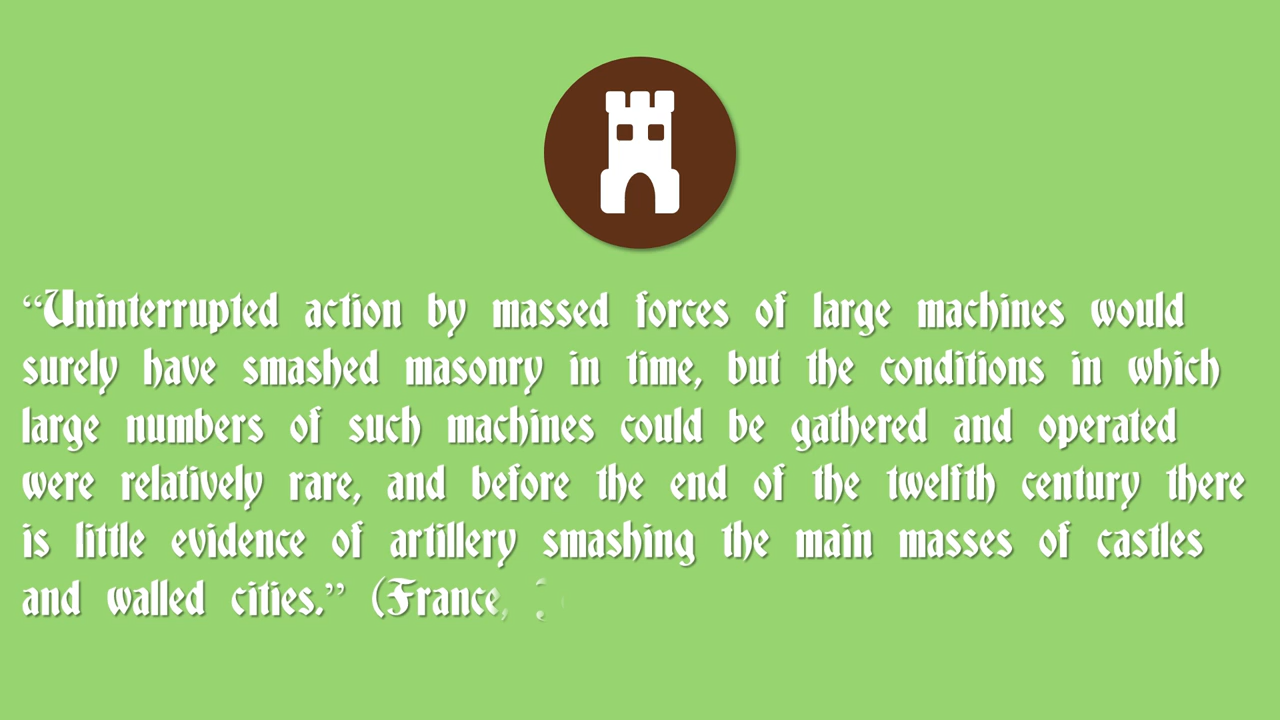 “Uninterrupted action by massed forces of large machines would
surely have smashed masonry in time, but the conditions in which
large numbers of such machines could be gathered and operated
were relatively rare, and before the end of the twelfth century there
is little evidence of artillery smashing the main masses of castles
and walled cities.” (France,